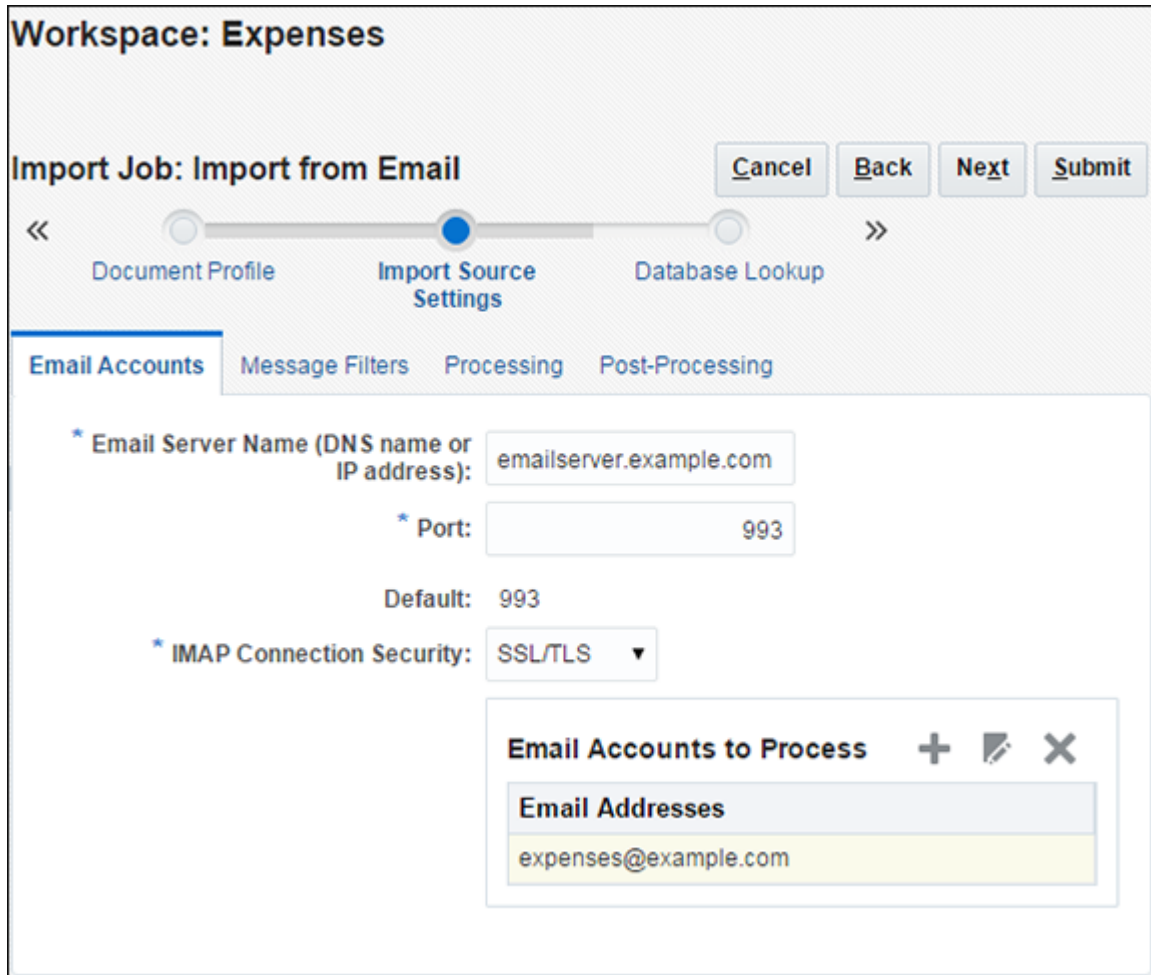 Workspace: Expenses
Import Job: Import from Email
Cancel Back Next Submit
« »
Document Profile Import Source Database Lookup
Settings
Email Accounts Message Filters Processing Post-Processing
* Email Server Name (DNS name or
IP address): emailserver.example.com
* Port: 993
Default: 993
* IMAP Connection Security: SSL/TLS
Email Accounts to Process
Email Addresses
expenses@example.com